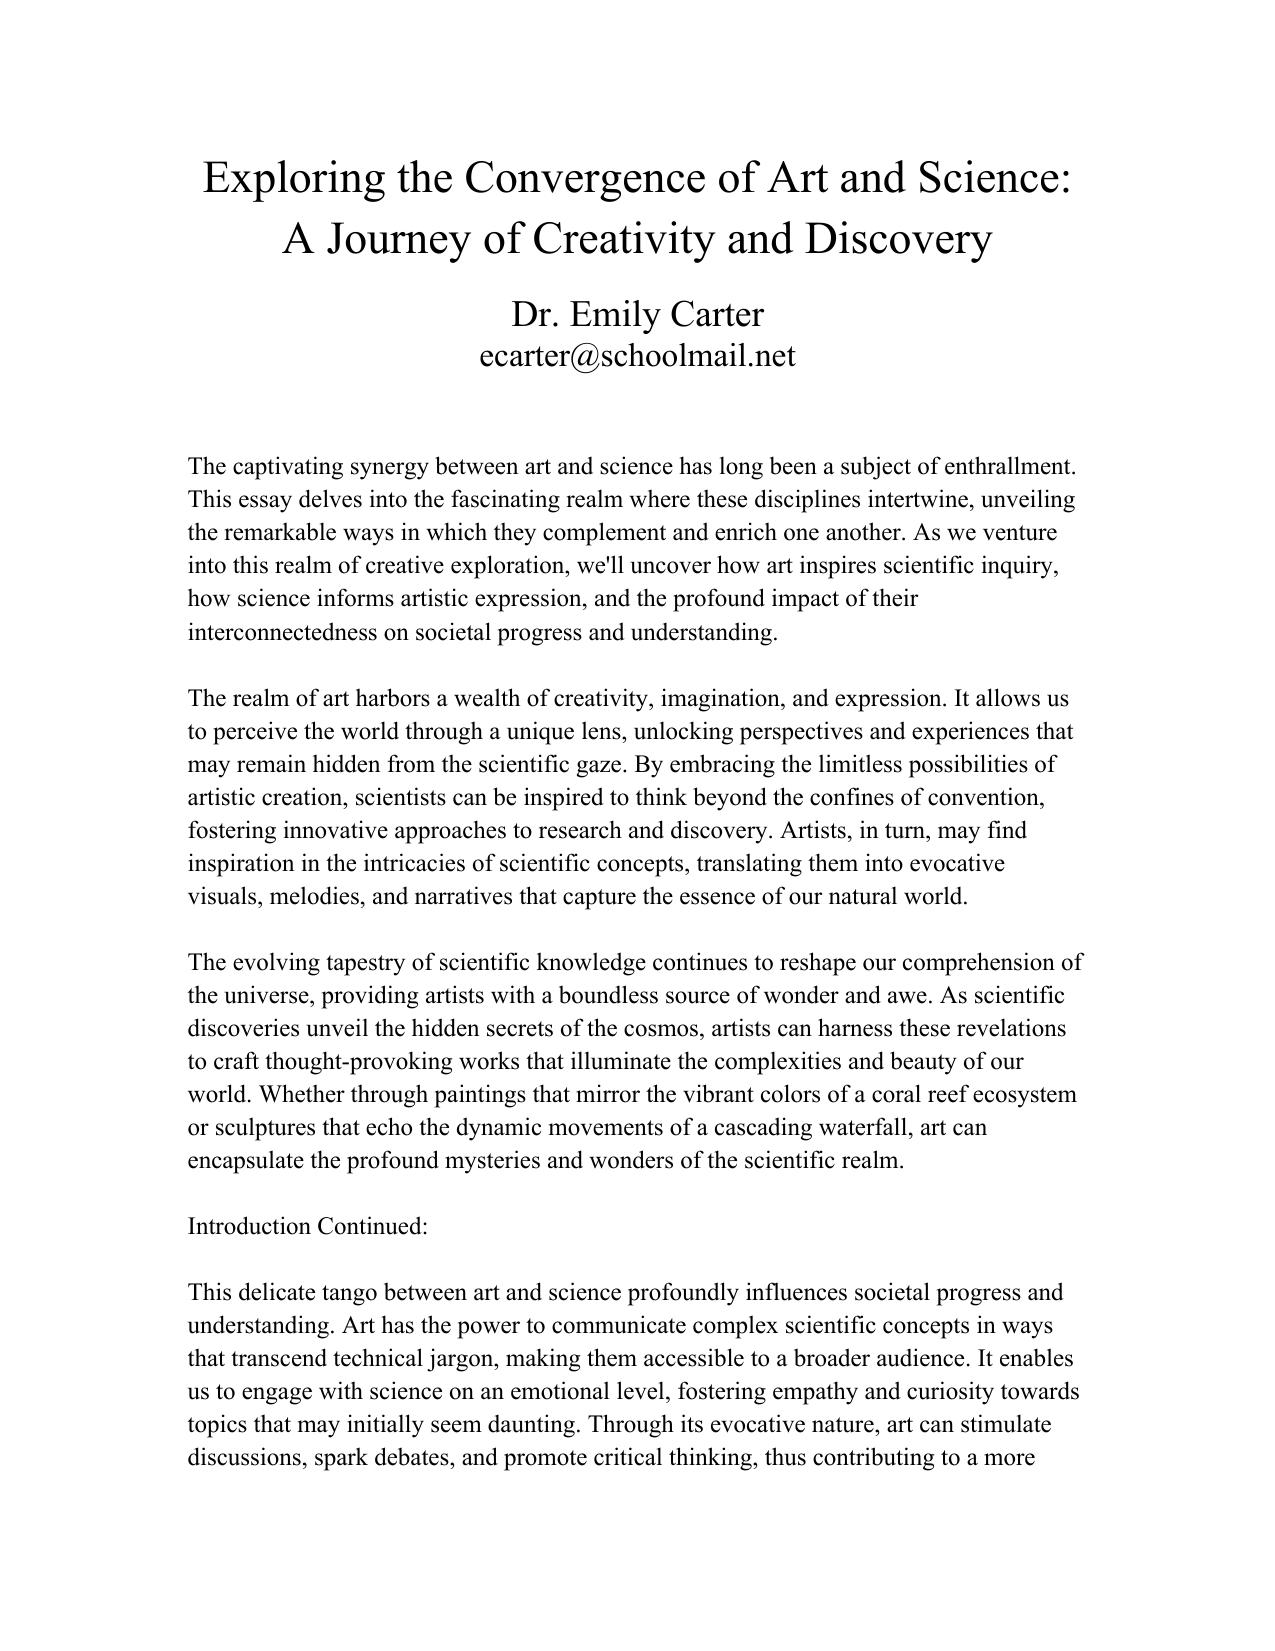 Exploring the Convergence of Art and Science:
A Journey of Creativity and Discovery
Dr. Emily Carter
ecarter@schoolmail.net
The captivating synergy between art and science has long been a subject of enthrallment.
This essay delves into the fascinating realm where these disciplines intertwine, unveiling
the remarkable ways in which they complement and enrich one another. As we venture
into this realm of creative exploration, we'll uncover how art inspires scientific inquiry,
how science informs artistic expression, and the profound impact of their
interconnectedness on societal progress and understanding.
The realm of art harbors a wealth of creativity, imagination, and expression. It allows us
to perceive the world through a unique lens, unlocking perspectives and experiences that
may remain hidden from the scientific gaze. By embracing the limitless possibilities of
artistic creation, scientists can be inspired to think beyond the confines of convention,
fostering innovative approaches to research and discovery. Artists, in turn, may find
inspiration in the intricacies of scientific concepts, translating them into evocative
visuals, melodies, and narratives that capture the essence of our natural world.
The evolving tapestry of scientific knowledge continues to reshape our comprehension of
the universe, providing artists with a boundless source of wonder and awe. As scientific
discoveries unveil the hidden secrets of the cosmos, artists can harness these revelations
to craft thought-provoking works that illuminate the complexities and beauty of our
world. Whether through paintings that mirror the vibrant colors of a coral reef ecosystem
or sculptures that echo the dynamic movements of a cascading waterfall, art can
encapsulate the profound mysteries and wonders of the scientific realm.
Introduction Continued:
This delicate tango between art and science profoundly influences societal progress and
understanding. Art has the power to communicate complex scientific concepts in ways
that transcend technical jargon, making them accessible to a broader audience. It enables
us to engage with science on an emotional level, fostering empathy and curiosity towards
topics that may initially seem daunting. Through its evocative nature, art can stimulate
discussions, spark debates, and promote critical thinking, thus contributing to a more